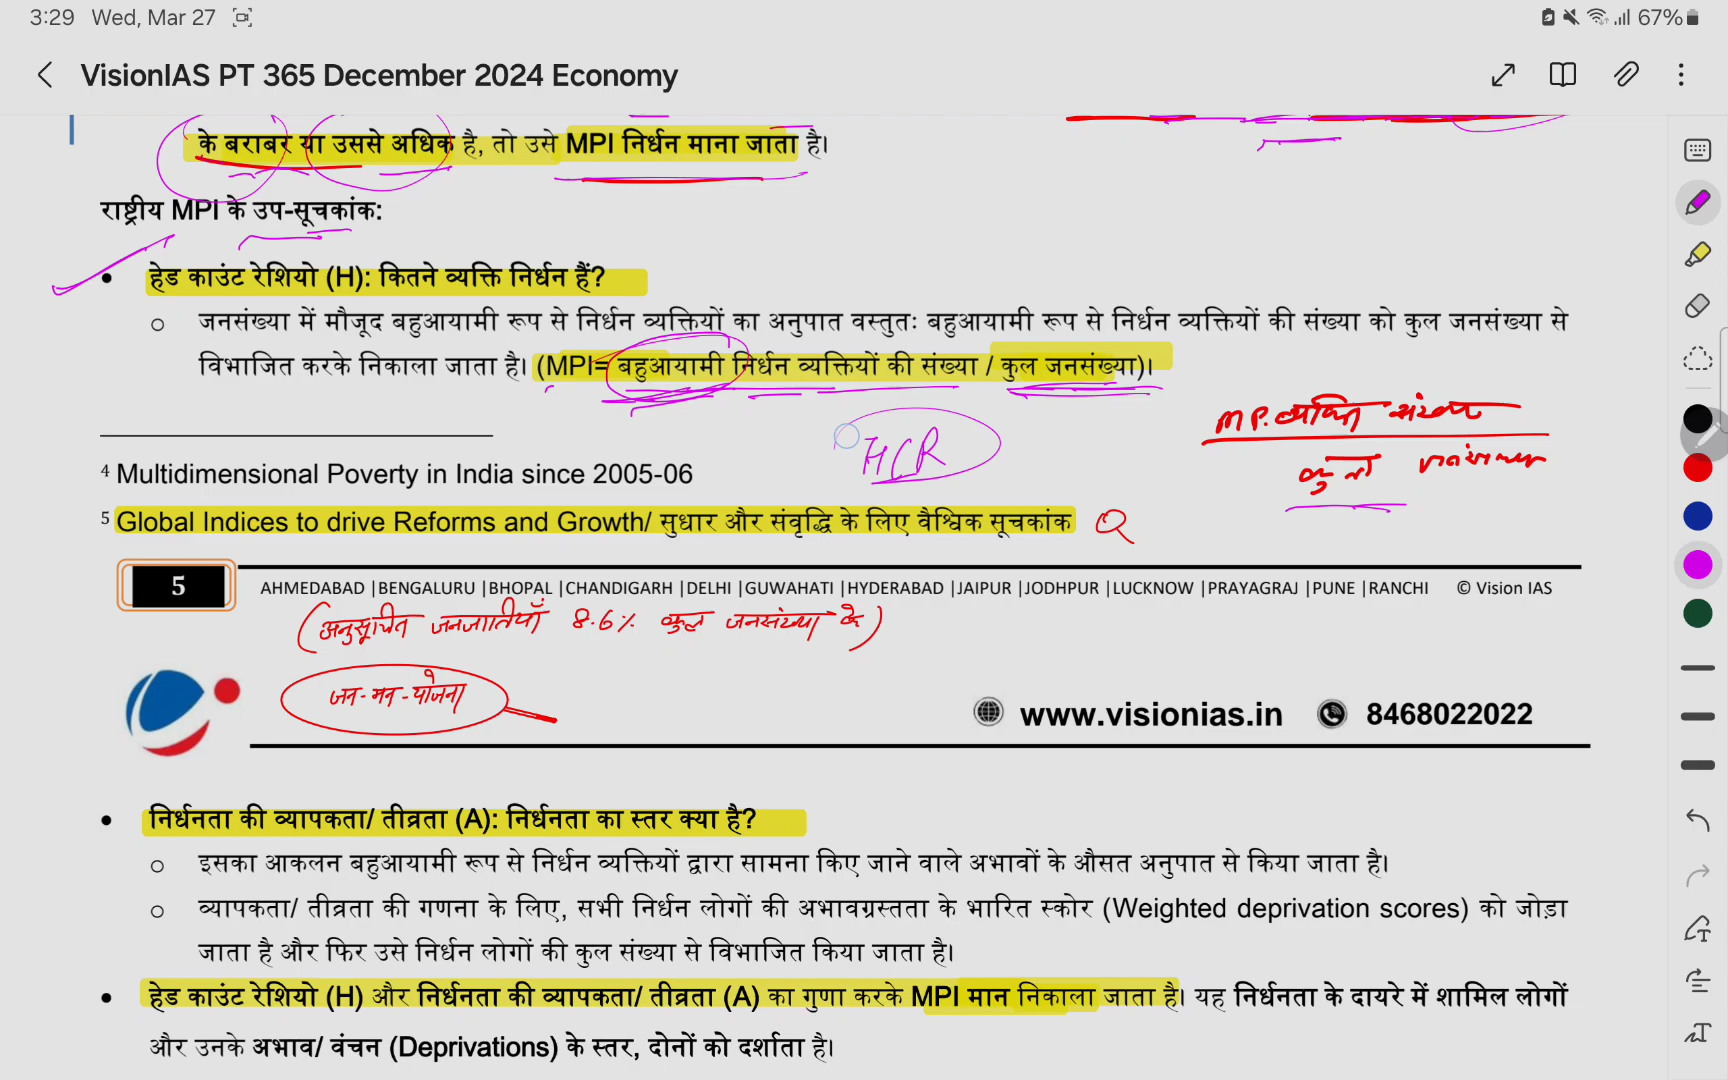 3:29 Wed, Mar 27
67%
VisionIAS PT 365 December 2024 Economy
के बराबर या उससे अधिक है, तो उसे MPI निर्धन माना जाता है।
राष्ट्रीय MPI के उप-सूचकांक:
• हेड काउंट रेशियो (H): कितने व्यक्ति निर्धन हैं?
○ जनसंख्या में मौजूद बहुआयामी रूप से निर्धन व्यक्तियों का अनुपात वस्तुतः बहुआयामी रूप से निर्धन व्यक्तियों की संख्या को कुल जनसंख्या से
विभाजित करके निकाला जाता है। (MPI= बहुआयामी निर्धन व्यक्तियों की संख्या / कुल जनसंख्या)।
M P. व्यक्ति संख्या
HCR
कुल जनसंख्या
4 Multidimensional Poverty in India since 2005-06
5 Global Indices to drive Reforms and Growth/ सुधार और संवृद्धि के लिए वैश्विक सूचकांक Q
5 AHMEDABAD |BENGALURU |BHOPAL |CHANDIGARH |DELHI |GUWAHATI |HYDERABAD |JAIPUR |JODHPUR |LUCKNOW |PRAYAGRAJ |PUNE |RANCHI © Vision IAS
(अनुसूचित जनजातियाँ 8.6% कुल जनसंख्या के)
जन-मन-योजना
www.visionias.in 8468022022
• निर्धनता की व्यापकता/ तीव्रता (A): निर्धनता का स्तर क्या है?
○ इसका आकलन बहुआयामी रूप से निर्धन व्यक्तियों द्वारा सामना किए जाने वाले अभावों के औसत अनुपात से किया जाता है।
○ व्यापकता/ तीव्रता की गणना के लिए, सभी निर्धन लोगों की अभावग्रस्तता के भारित स्कोर (Weighted deprivation scores) को जोड़ा
जाता है और फिर उसे निर्धन लोगों की कुल संख्या से विभाजित किया जाता है।
• हेड काउंट रेशियो (H) और निर्धनता की व्यापकता/ तीव्रता (A) का गुणा करके MPI मान निकाला जाता है। यह निर्धनता के दायरे में शामिल लोगों
और उनके अभाव/ वंचन (Deprivations) के स्तर, दोनों को दर्शाता है।